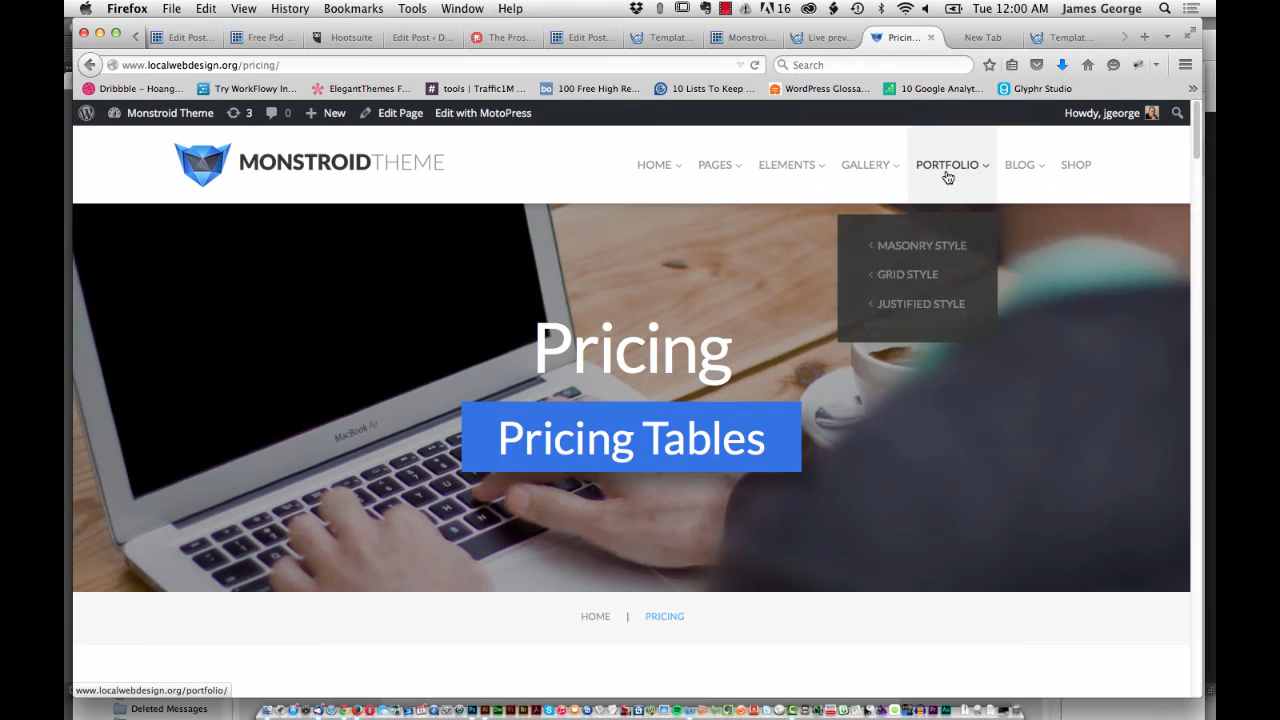 Firefox File Edit View History Bookmarks Tools Window Help 16 Tue 12:00 AM James George
Edit Post... Free Psd ... Hootsuite Edit Post ‹ D... The Pros... Edit Post... Templat... Monstroi... Live prev... Pricin... New Tab Templat...
www.localwebdesign.org/pricing/ Search
Dribbble - Hoang... Try WorkFlowy In... ElegantThemes F... tools | Traffic1M ... 100 Free High Re... 10 Lists To Keep ... WordPress Glossa... 10 Google Analyt... Glyphr Studio
Monstroid Theme 3 0 New Edit Page Edit with MotoPress Howdy, jgeorge
MONSTROIDTHEME HOME PAGES ELEMENTS GALLERY PORTFOLIO BLOG SHOP
MASONRY STYLE
GRID STYLE
JUSTIFIED STYLE
Pricing
MacBook Air
Pricing Tables
HOME | PRICING
www.localwebdesign.org/portfolio/
Deleted Messages